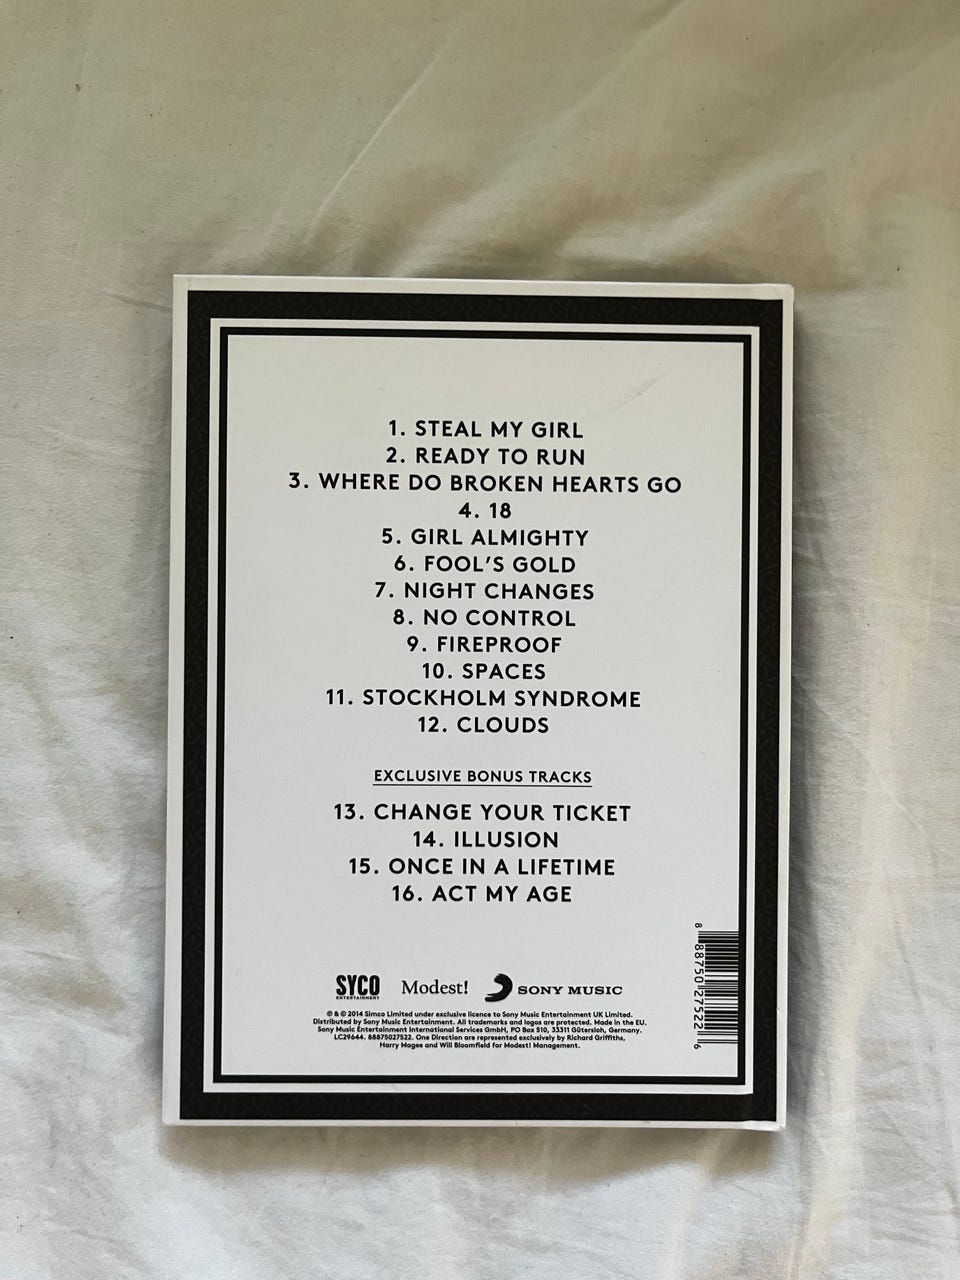 1. STEAL MY GIRL
2. READY TO RUN
3. WHERE DO BROKEN HEARTS GO
4. 18
5. GIRL ALMIGHTY
6. FOOL'S GOLD
7. NIGHT CHANGES
8. NO CONTROL
9. FIREPROOF
10. SPACES
11. STOCKHOLM SYNDROME
12. CLOUDS
EXCLUSIVE BONUS TRACKS
13. CHANGE YOUR TICKET
14. ILLUSION
15. ONCE IN A LIFETIME
16. ACT MY AGE
8 88750 27522 6
SYCO
ENTERTAINMENT
Modest!
SONY MUSIC
℗ & © 2014 Simco Limited under exclusive licence to Sony Music Entertainment UK Limited.
Distributed by Sony Music Entertainment. All trademarks and logos are protected. Made in the EU.
Sony Music Entertainment International Services GmbH, PO Box 510, 33311 Gütersloh, Germany.
LC29644. 88875027522. One Direction are represented exclusively by Richard Griffiths,
Harry Magee and Will Bloomfield for Modest! Management.